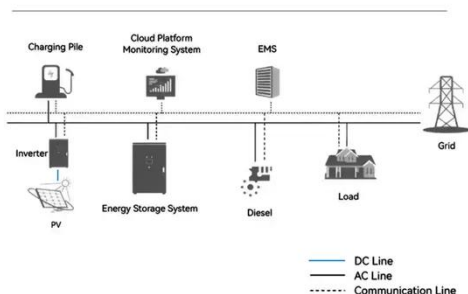 Charging Pile
Cloud Platform
Monitoring System
EMS
Inverter
Grid
PV
Energy Storage System
Diesel
Load
DC Line
AC Line
Communication Line